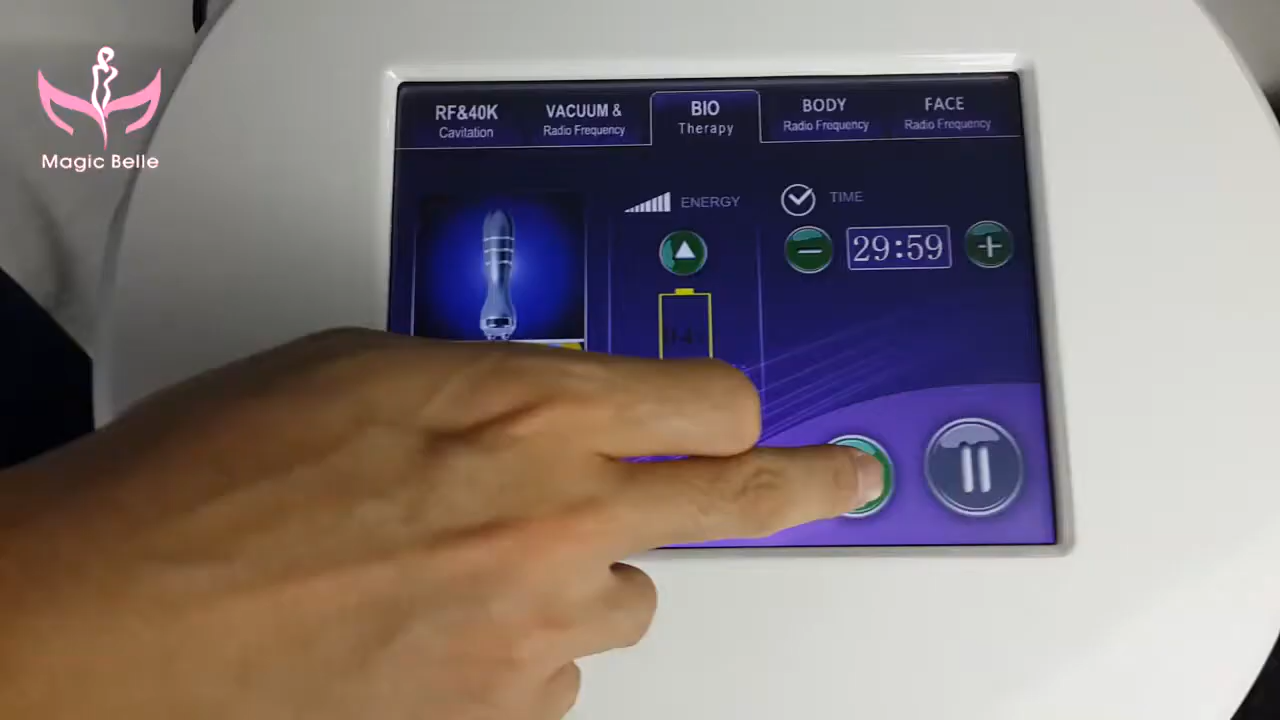 Magic Belle
RF&40K
Cavitation
VACUUM &
Radio Frequency
BIO
Therapy
BODY
Radio Frequency
FACE
Radio Frequency
ENERGY
TIME
29:59